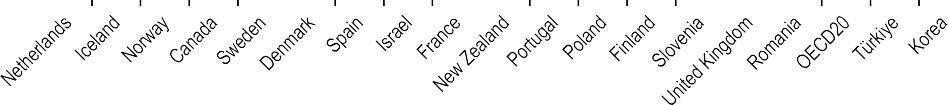 Netherlands
Iceland
Norway
Canada
Sweden
Denmark
Spain
Israel
France
New Zealand
Portugal
Poland
Finland
Slovenia
United Kingdom
Romania
OECD20
Türkiye
Korea